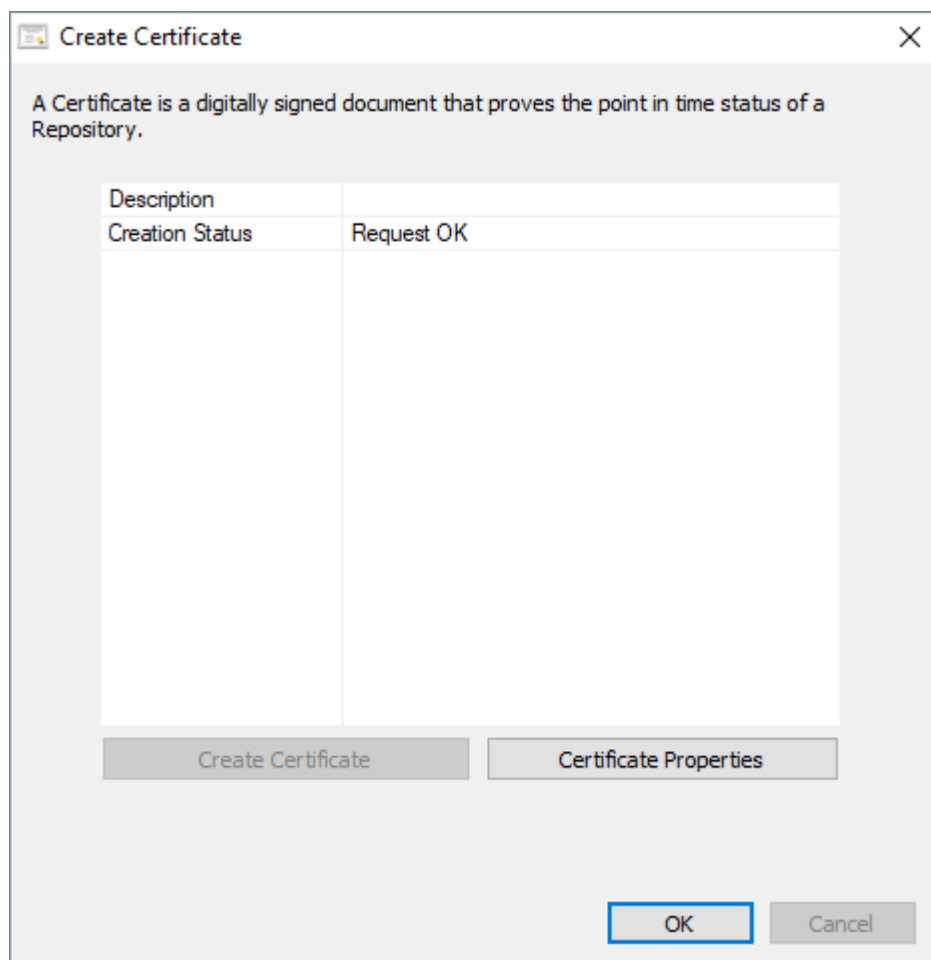 Create Certificate
A Certificate is a digitally signed document that proves the point in time status of a
Repository.
Description
Creation Status Request OK
Create Certificate Certificate Properties
OK Cancel